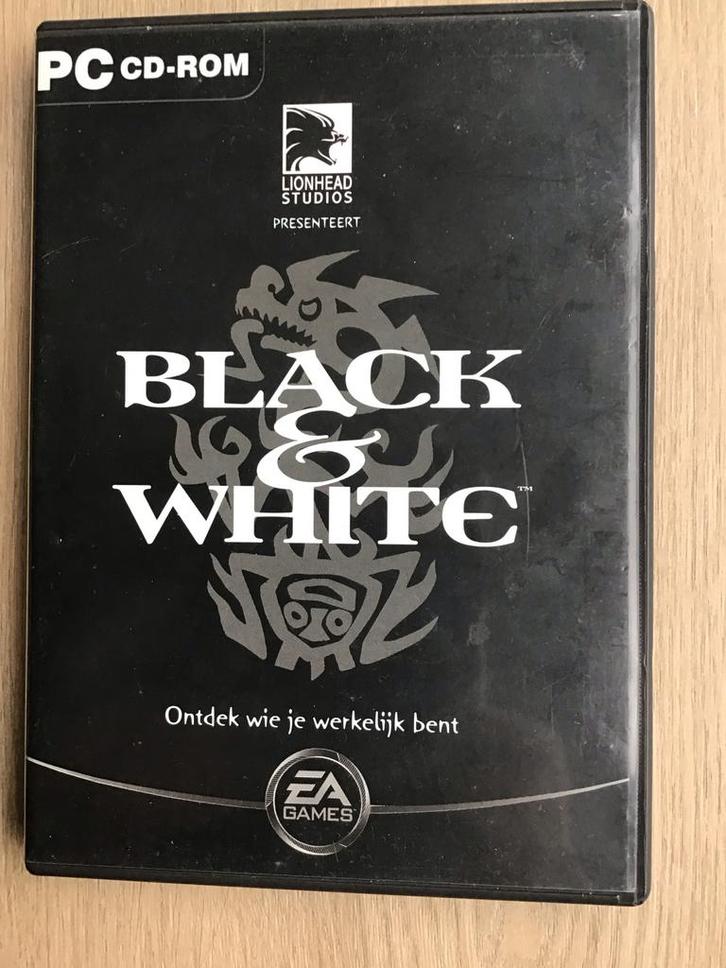 PC CD-ROM
LIONHEAD
STUDIOS
PRESENTEERT
BLACK
&
WHITE™
Ontdek wie je werkelijk bent
EA
GAMES